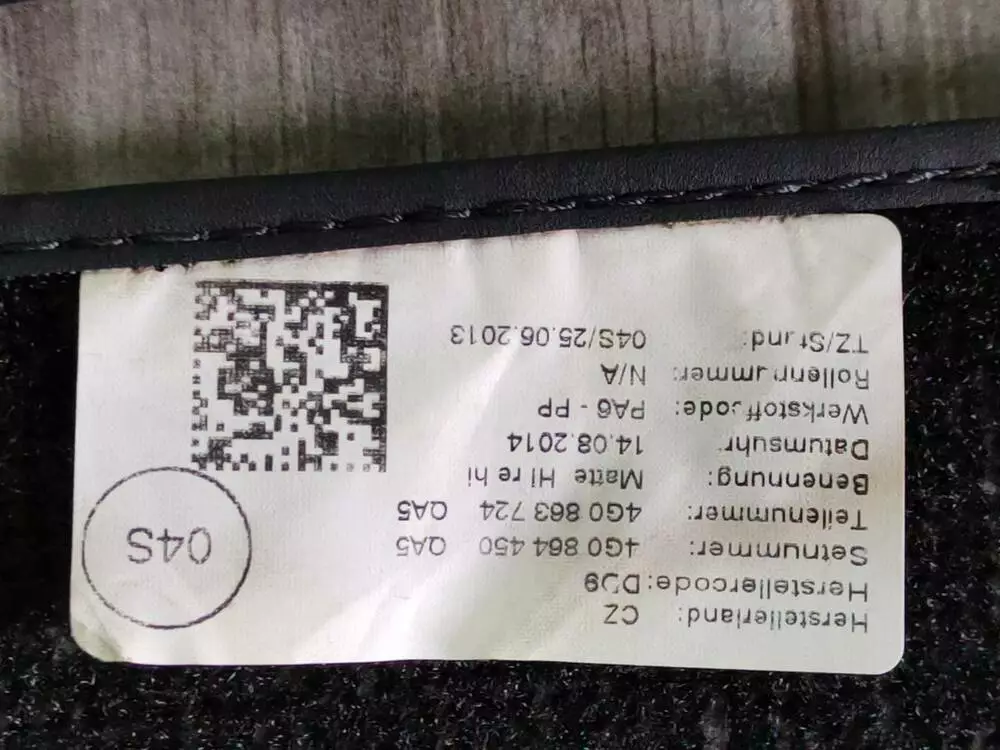 Herstellerland: CZ
Herstellercode:
Setnummer: 4G0 864 450 QA5
Teilenummer: 4G0 863 724 QA5
Benennung: Matte Hi re hi
Datumsuhr 14.08.2014
Werkstoffcode: PA6 - PP
Rollennummer: N/A
TZ/Stand: 04S/25.06.2013
04S